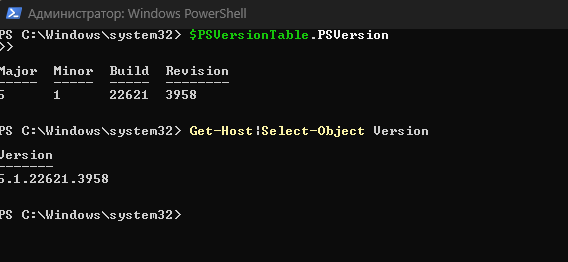 Администратор: Windows PowerShell
PS C:\Windows\system32> $PSVersionTable.PSVersion
>>
Major  Minor  Build  Revision
-----  -----  -----  --------
5      1      22621  3958
PS C:\Windows\system32> Get-Host|Select-Object Version
Version
-------
5.1.22621.3958
PS C:\Windows\system32>